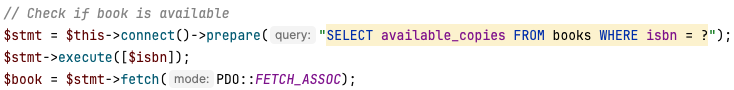 // Check if book is available
$stmt = $this->connect()->prepare( query: "SELECT available_copies FROM books WHERE isbn = ?");
$stmt->execute([$isbn]);
$book = $stmt->fetch( mode: PDO::FETCH_ASSOC);